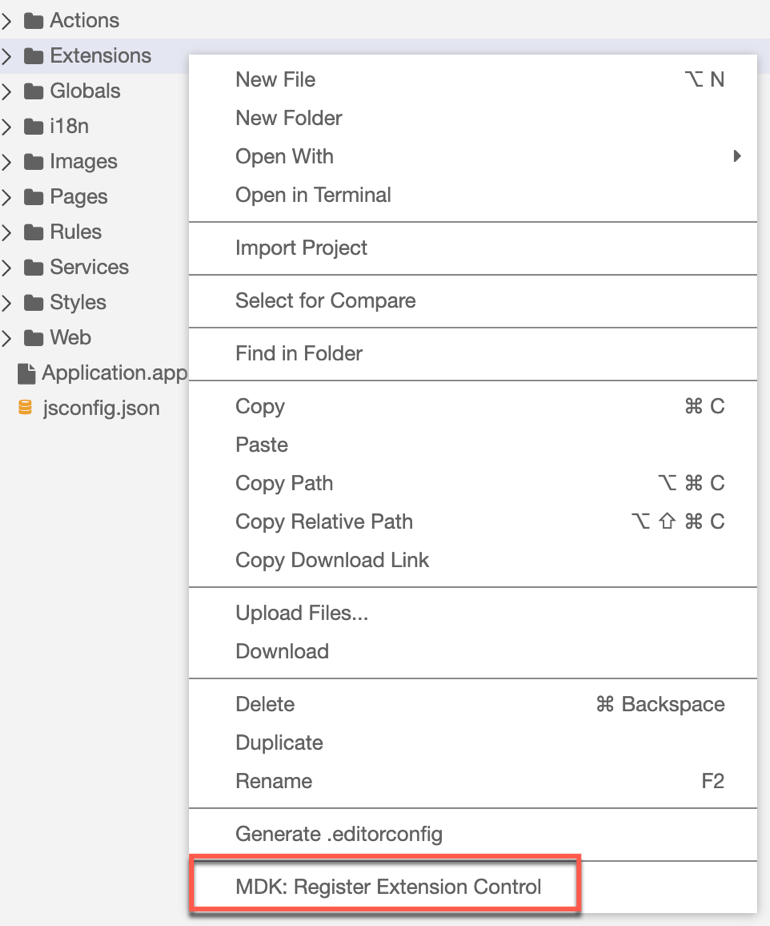 Actions
Extensions
Globals
i18n
Images
Pages
Rules
Services
Styles
Web
Application.app
jsconfig.json
New File ⌥ N
New Folder
Open With
Open in Terminal
Import Project
Select for Compare
Find in Folder
Copy ⌘ C
Paste
Copy Path ⌥ ⌘ C
Copy Relative Path ⌥ ⇧ ⌘ C
Copy Download Link
Upload Files...
Download
Delete ⌘ Backspace
Duplicate
Rename F2
Generate .editorconfig
MDK: Register Extension Control